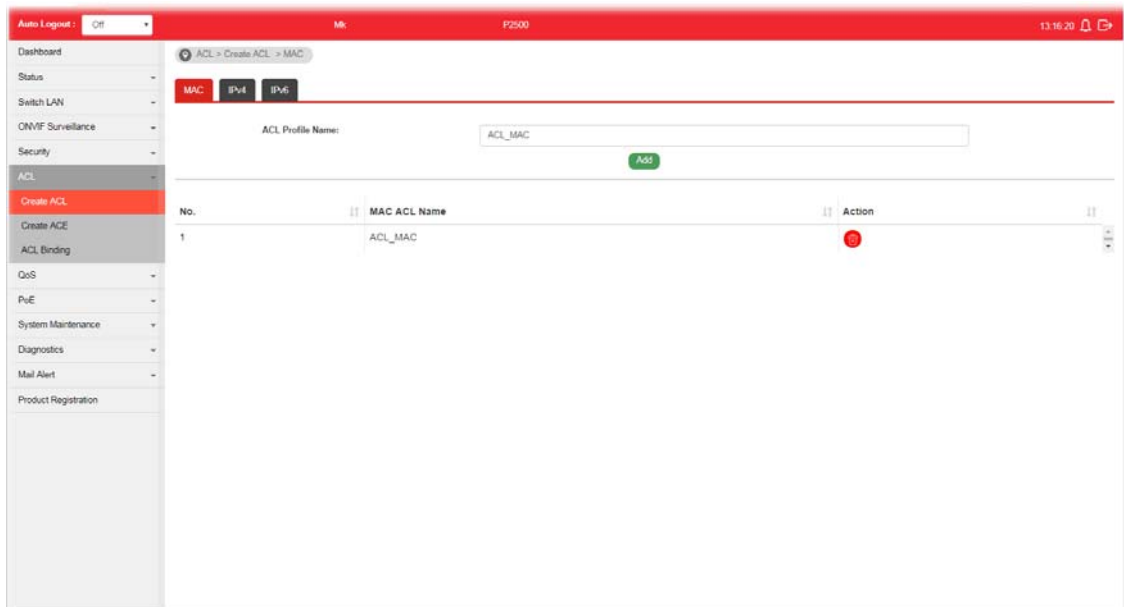 Auto Logout : Off Mk P2500 13:16:20
Dashboard
Status
Switch LAN
ONVIF Surveillance
Security
ACL
Create ACL
Create ACE
ACL Binding
QoS
PoE
System Maintenance
Diagnostics
Mail Alert
Product Registration
ACL > Create ACL > MAC
MAC IPv4 IPv6
ACL Profile Name: ACL_MAC
Add
No. MAC ACL Name Action
1 ACL_MAC